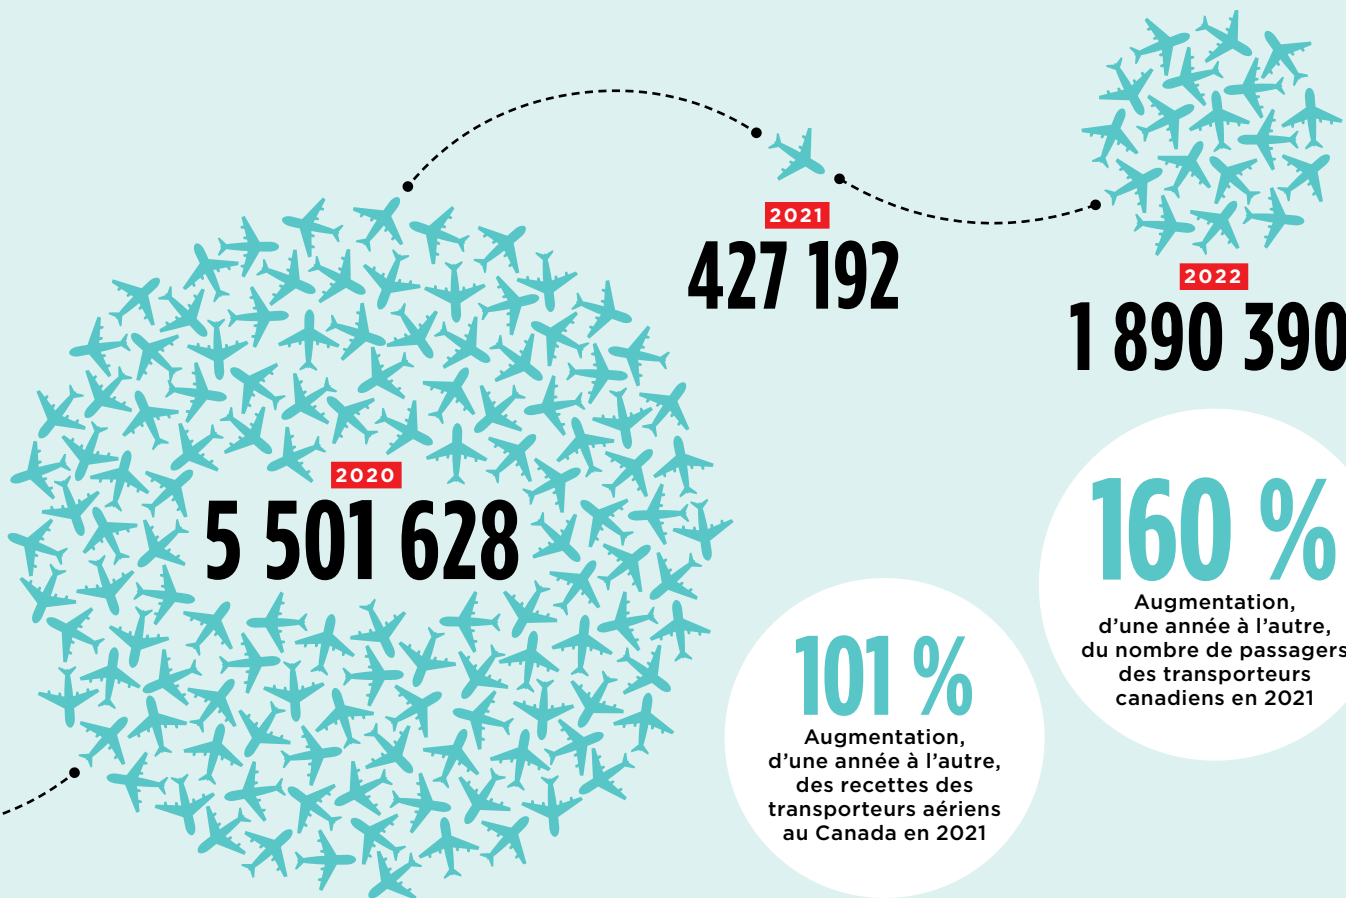 2021
427 192
2022
1 890 390
2020
5 501 628
160 %
Augmentation,
d’une année à l’autre,
du nombre de passagers
des transporteurs
canadiens en 2021
101 %
Augmentation,
d’une année à l’autre,
des recettes des
transporteurs aériens
au Canada en 2021